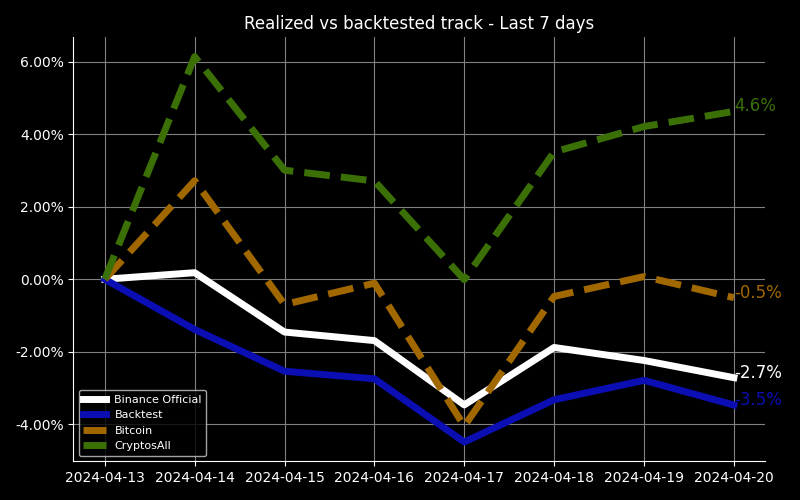 Realized vs backtested track - Last 7 days
6.00%
4.00%
2.00%
0.00%
-2.00%
-4.00%
4.6%
-0.5%
-2.7%
-3.5%
Binance Official
Backtest
Bitcoin
CryptosAll
2024-04-13 2024-04-14 2024-04-15 2024-04-16 2024-04-17 2024-04-18 2024-04-19 2024-04-20